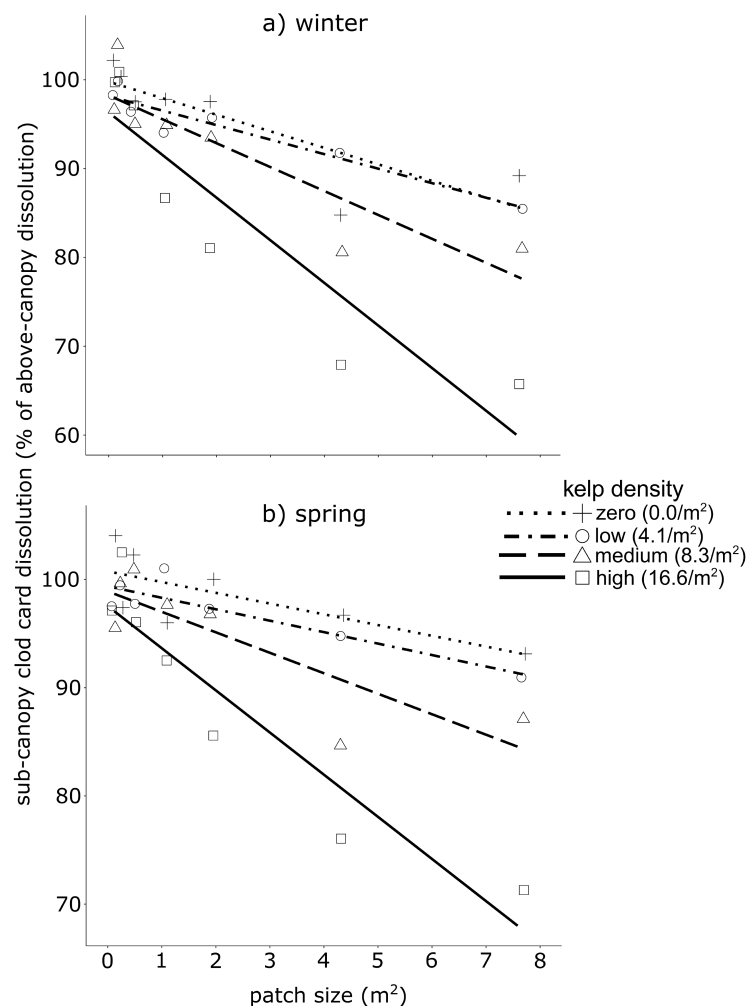 a) winter
100
90
80
70
60
sub-canopy clod card dissolution (% of above-canopy dissolution)
b) spring
100
90
80
70
kelp density
zero (0.0/m²)
low (4.1/m²)
medium (8.3/m²)
high (16.6/m²)
0 1 2 3 4 5 6 7 8
patch size (m²)